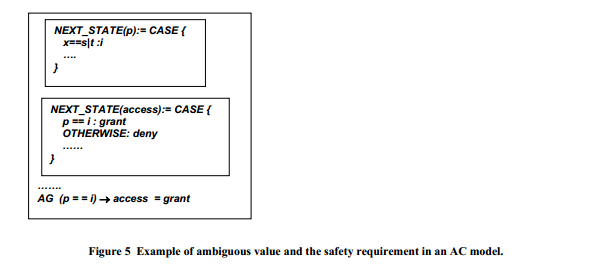 NEXT_STATE(p):= CASE {
x==s|t :i
....
}
NEXT_STATE(access):= CASE {
p == i : grant
OTHERWISE: deny
......
}
.......
AG (p = = i) → access = grant
Figure 5 Example of ambiguous value and the safety requirement in an AC model.